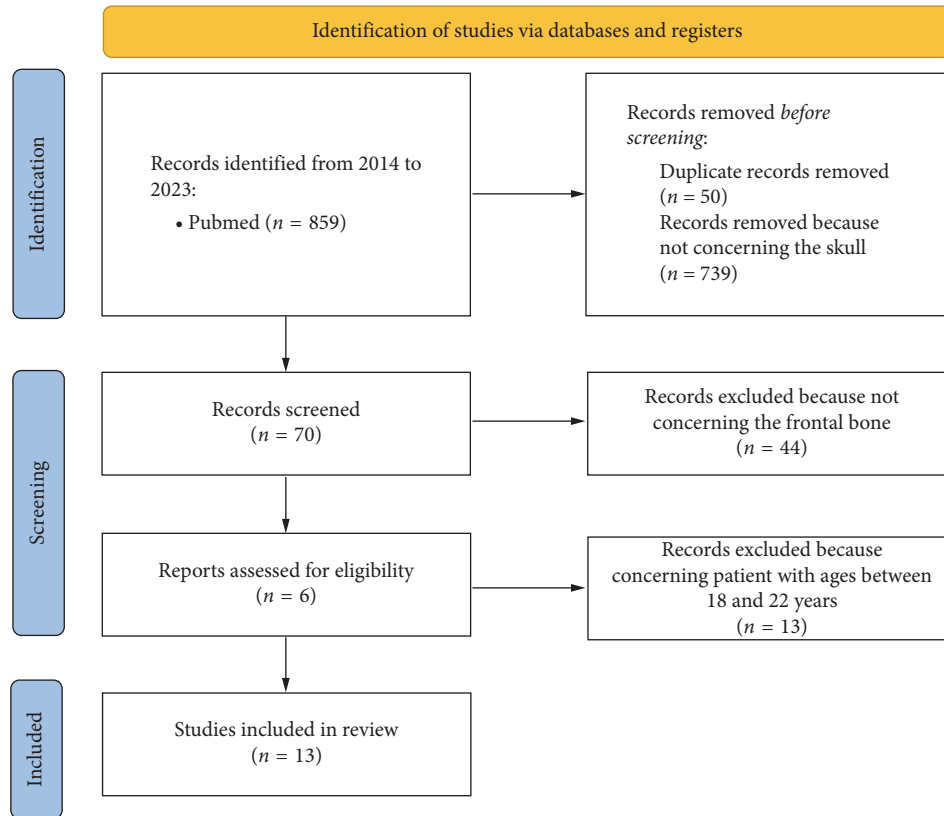 Identification of studies via databases and registers
Identification
Records identified from 2014 to
2023:
• Pubmed (n = 859)
Records removed before
screening:
Duplicate records removed
(n = 50)
Records removed because
not concerning the skull
(n = 739)
Screening
Records screened
(n = 70)
Records excluded because not
concerning the frontal bone
(n = 44)
Reports assessed for eligibility
(n = 6)
Records excluded because
concerning patient with ages between
18 and 22 years
(n = 13)
Included
Studies included in review
(n = 13)